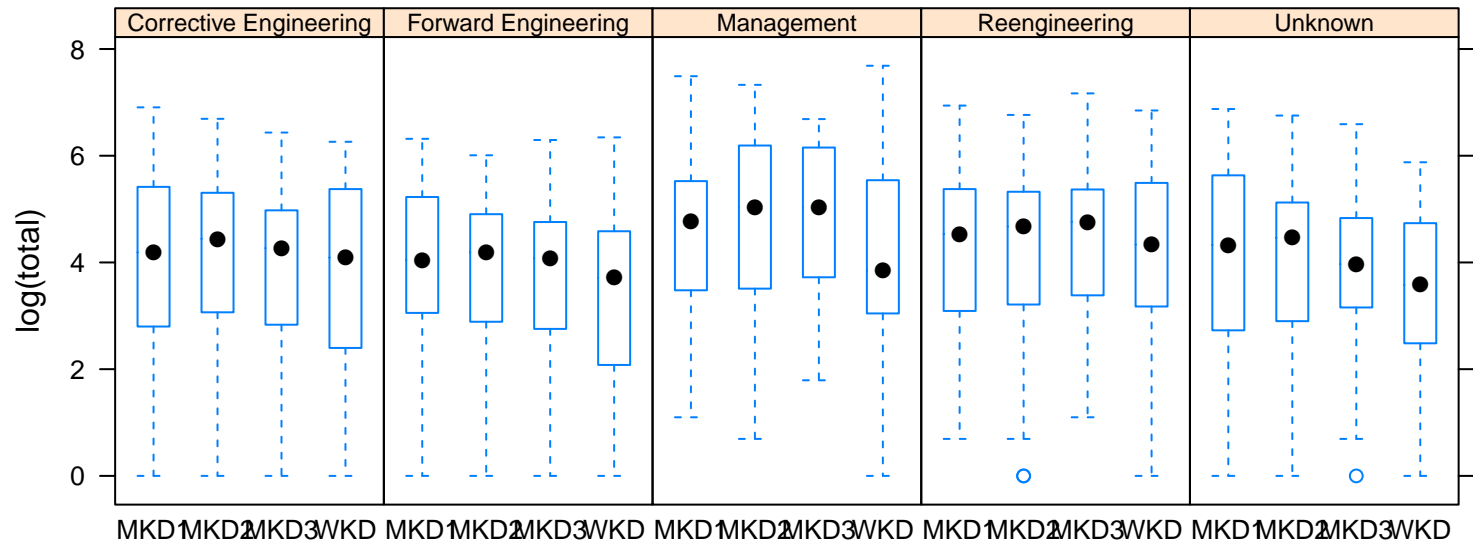 Corrective Engineering Forward Engineering Management Reengineering Unknown
8
6
4
2
0
log(total)
MKD1 MKD2 MKD3 WKD MKD1 MKD2 MKD3 WKD MKD1 MKD2 MKD3 WKD MKD1 MKD2 MKD3 WKD MKD1 MKD2 MKD3 WKD